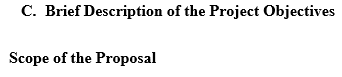 C. Brief Description of the Project Objectives
Scope of the Proposal